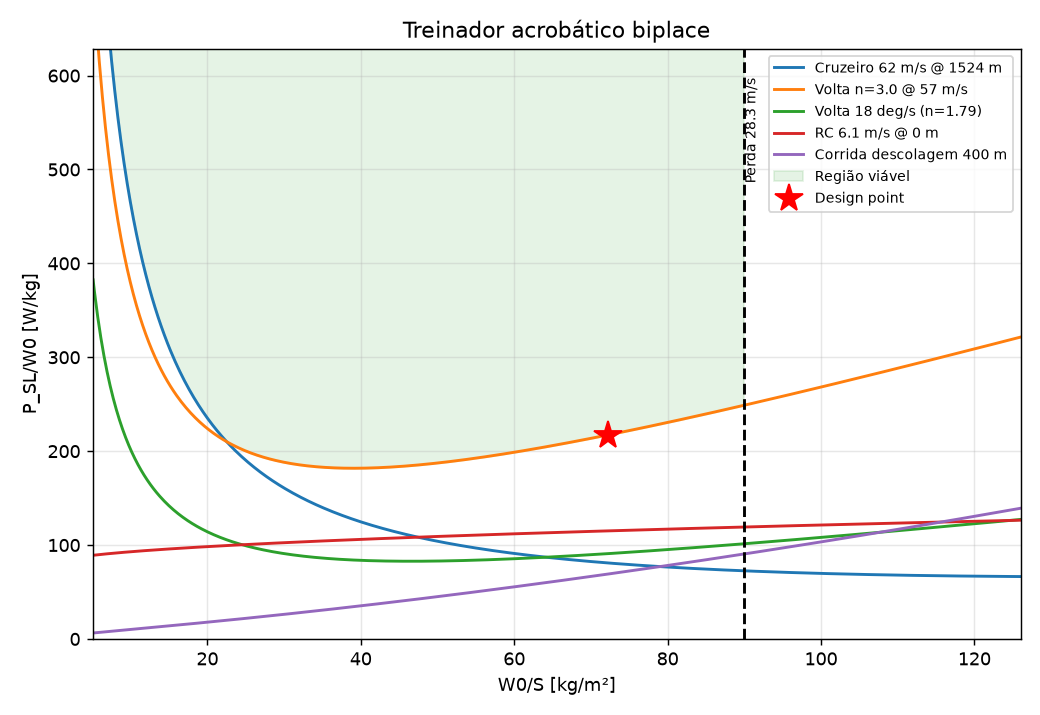 Treinador acrobático biplace
P_SL/W0 [W/kg]
600
500
400
300
200
100
0
20
40
60
80
100
120
W0/S [kg/m²]
Perda 28.3 m/s
Cruzeiro 62 m/s @ 1524 m
Volta n=3.0 @ 57 m/s
Volta 18 deg/s (n=1.79)
RC 6.1 m/s @ 0 m
Corrida descolagem 400 m
Região viável
Design point